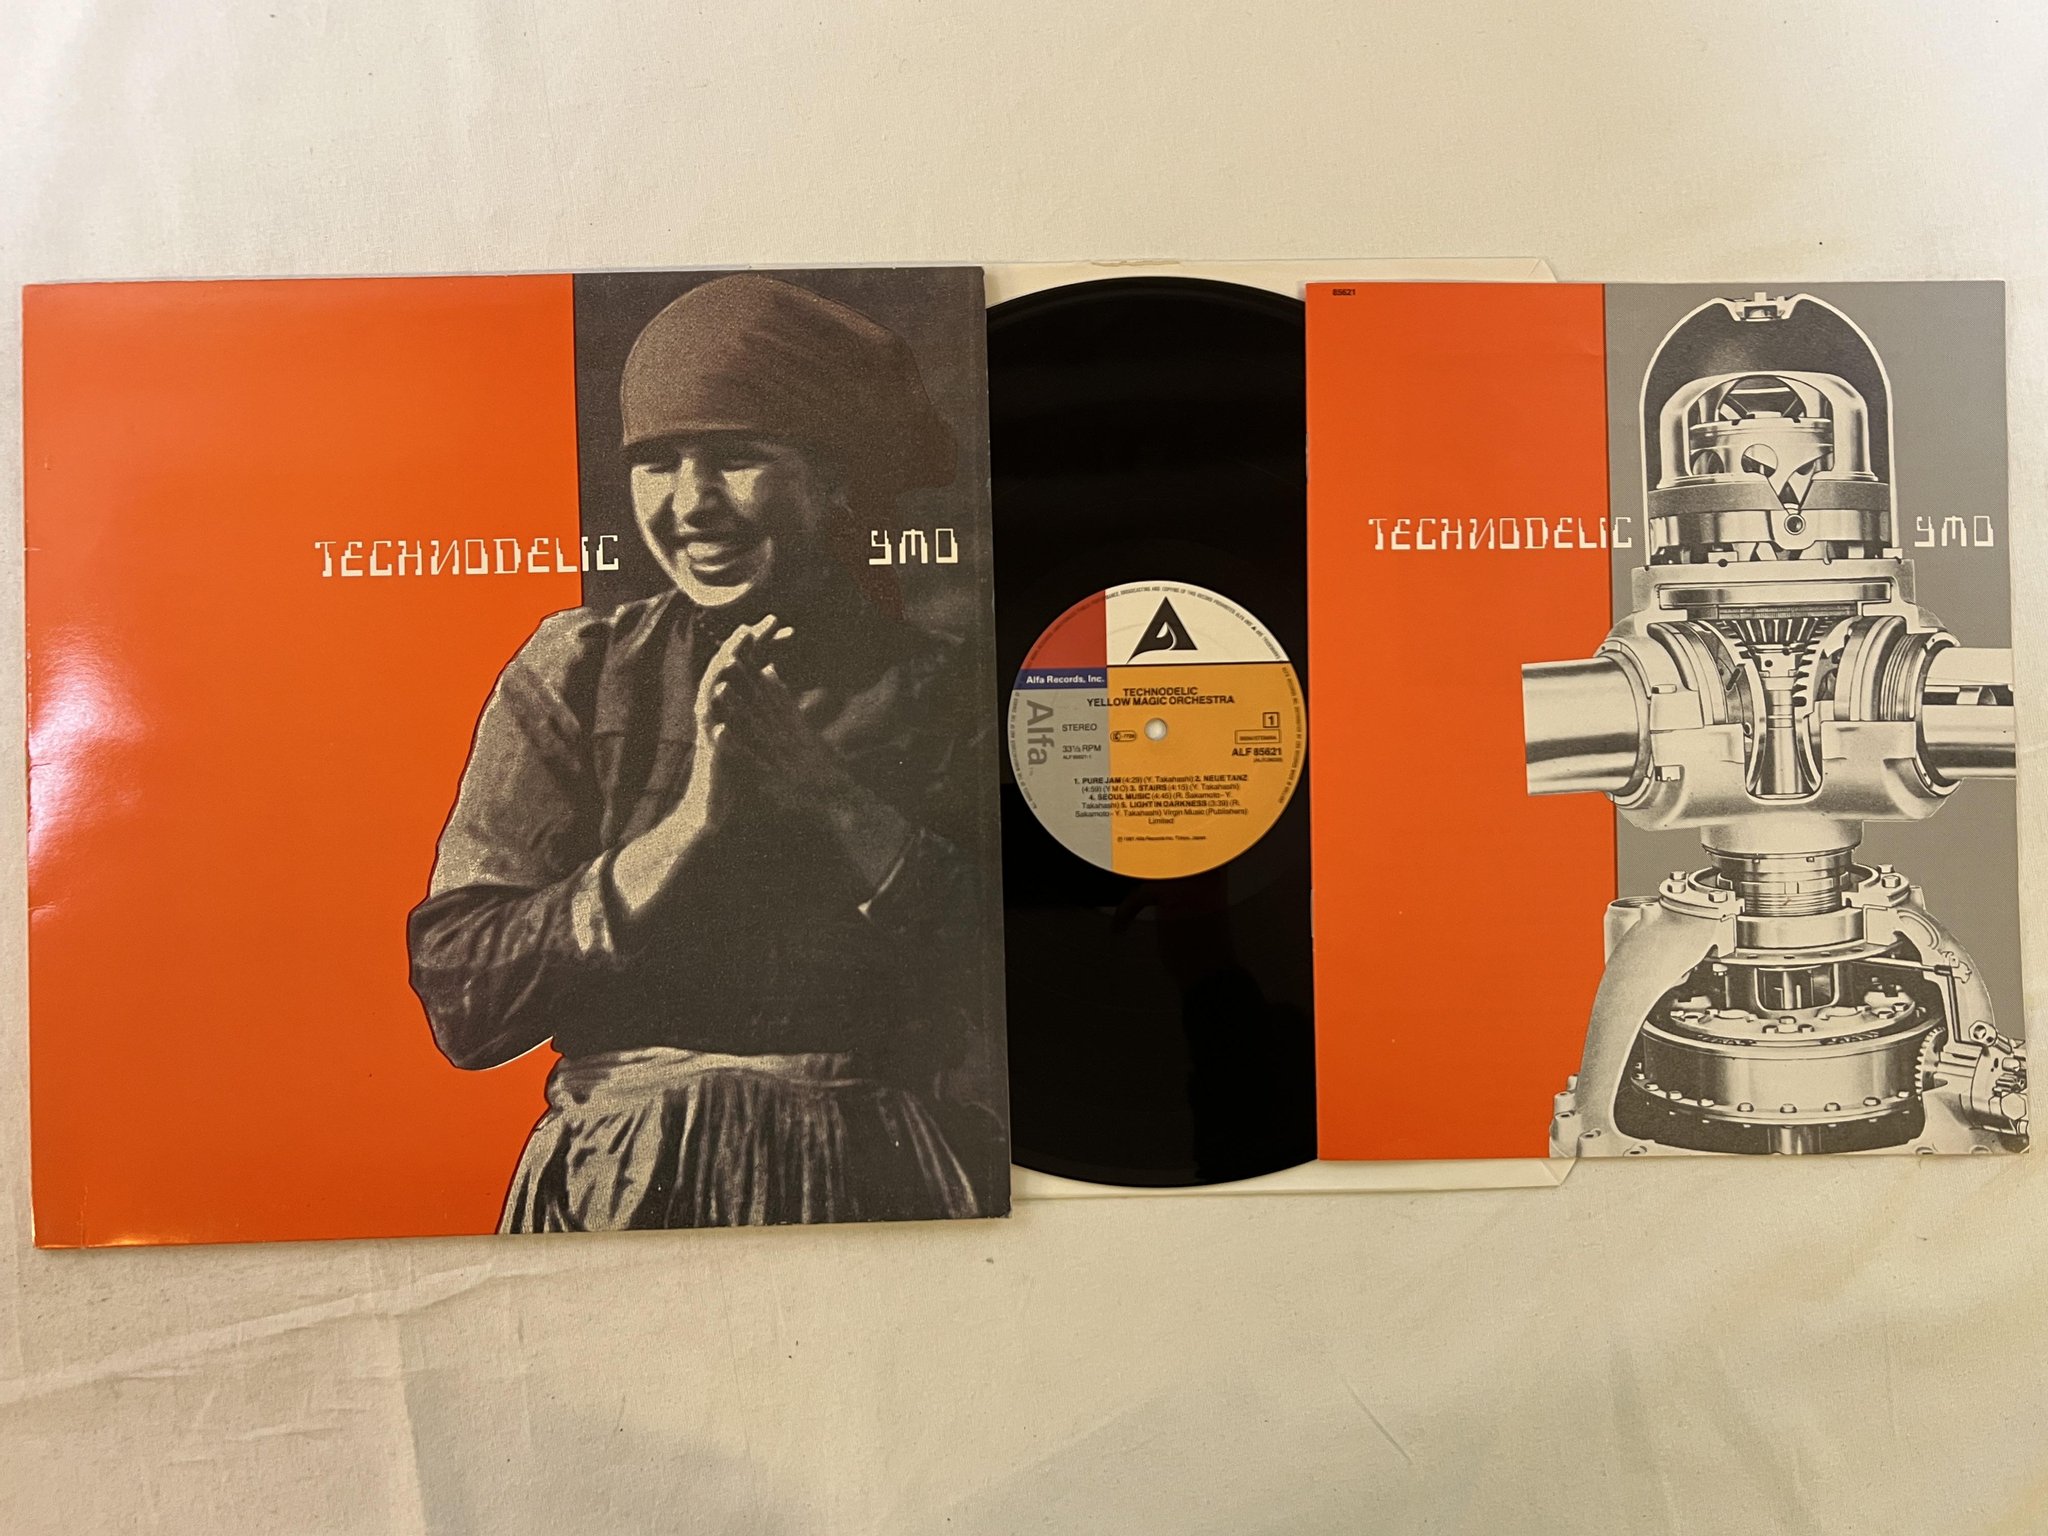 TECHNODELIC
YMO
Alfa Records, Inc.
Alfa
TECHNODELIC
YELLOW MAGIC ORCHESTRA
STEREO
1
33⅓ RPM
ALF 85621
1. PURE JAM (4:29) (Y. Takahashi) 2. NEUE TANZ
(4:59) (Y M O) 3. STAIRS (4:15) (Y. Takahashi)
4. SEOUL MUSIC (4:45) (R. Sakamoto - Y.
Takahashi) 5. LIGHT IN DARKNESS (3:39) (R.
Sakamoto - Y. Takahashi) Virgin Music (Publishers)
Limited
85621
TECHNODELIC
YMO